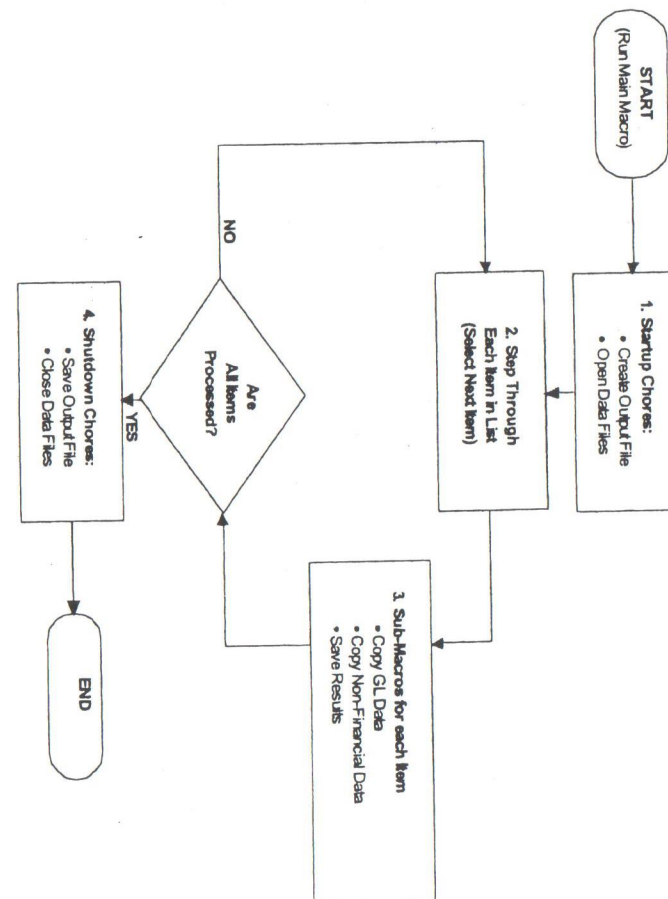 START
(Run Main Macro)
1. Startup Chores:
• Create Output File
• Open Data Files
2. Step Through
Each Item in List
(Select Next Item)
3. Sub-Macros for each Item
• Copy GL Data
• Copy Non-Financial Data
• Save Results
Are
All Items
Processed?
NO
YES
4. Shutdown Chores:
• Save Output File
• Close Data Files
END